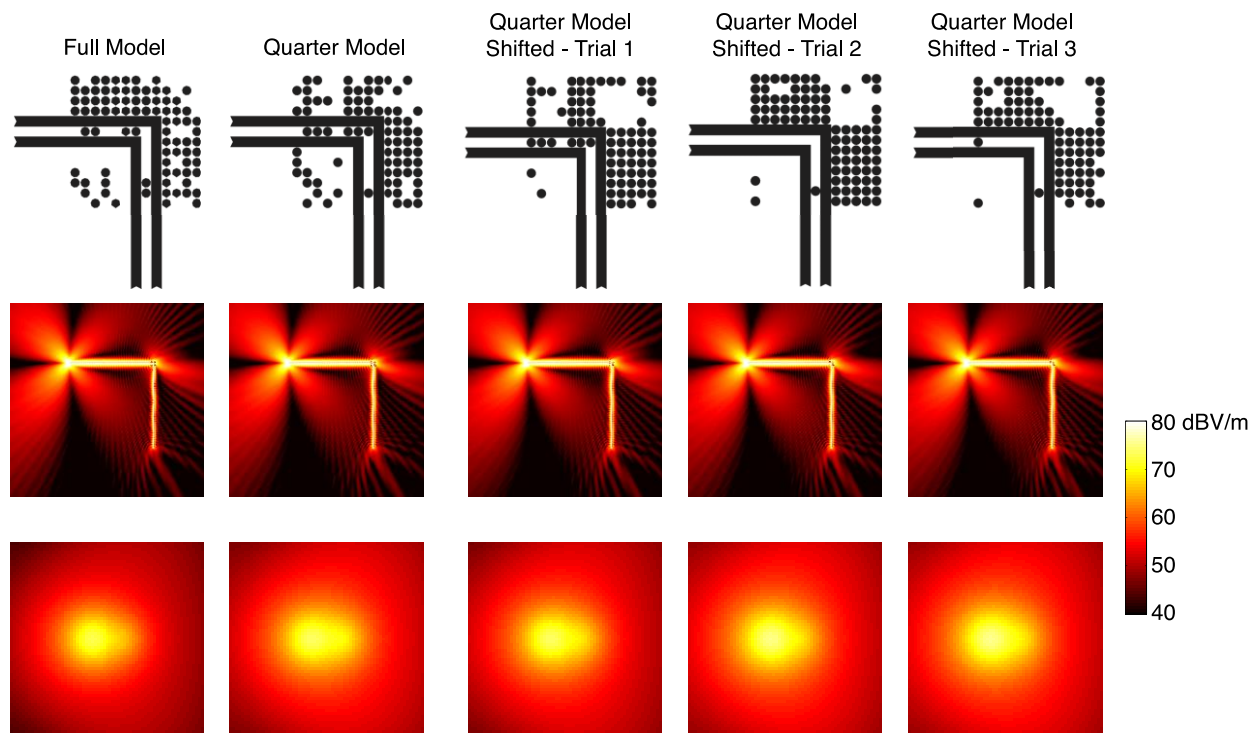 Full Model
Quarter Model
Quarter Model
Shifted - Trial 1
Quarter Model
Shifted - Trial 2
Quarter Model
Shifted - Trial 3
80 dBV/m
70
60
50
40